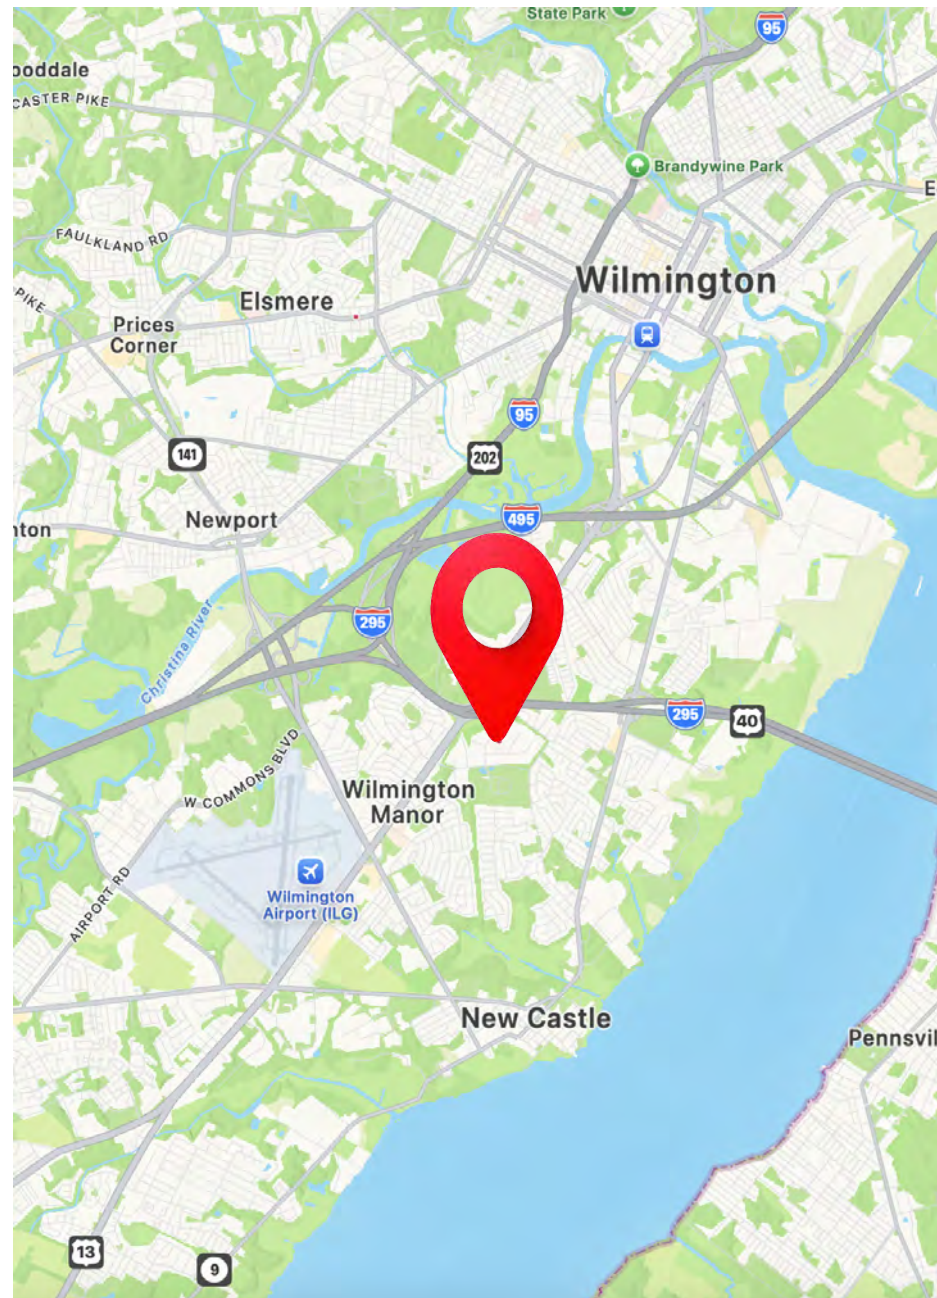 State Park
95
ooddale
CASTER PIKE
Brandywine Park
E
FAULKLAND RD
Wilmington
PIKE
Elsmere
Prices
Corner
95
141
202
Newport
495
nton
295
Christina River
295
40
W COMMONS BLVD
Wilmington
Manor
AIRPORT RD
Wilmington
Airport (ILG)
New Castle
Pennsvil
13
9